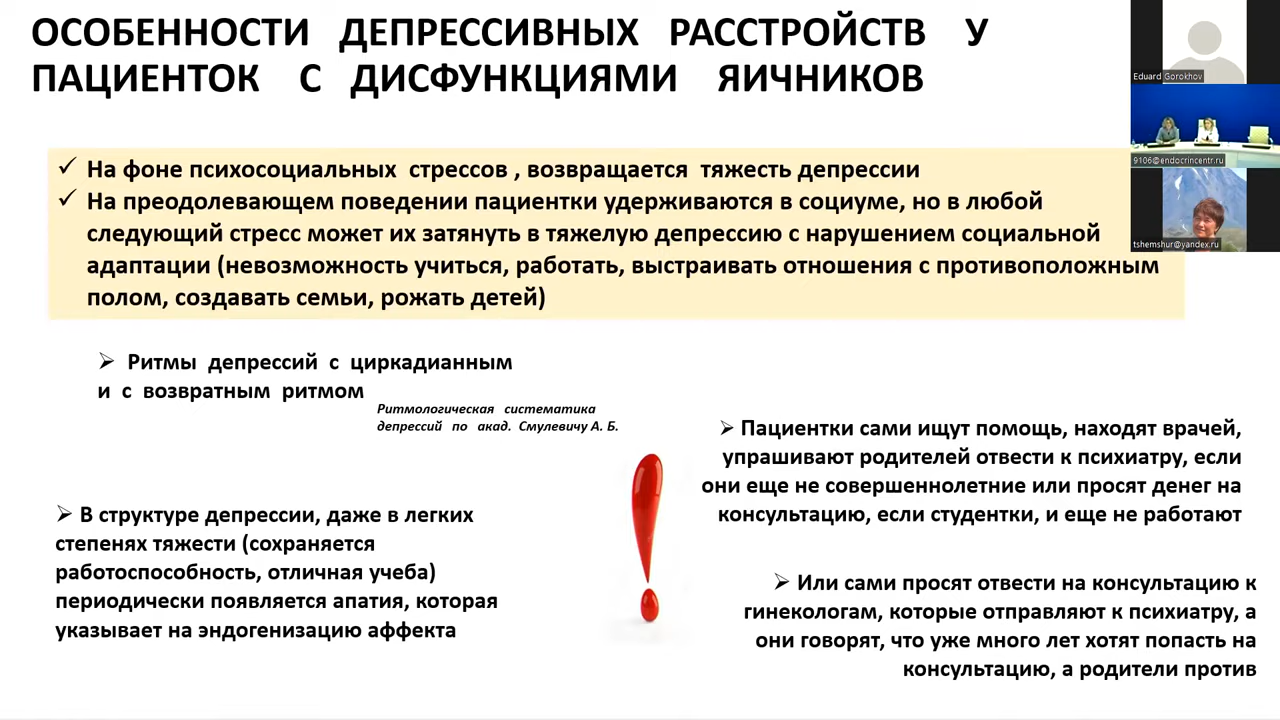 ОСОБЕННОСТИ ДЕПРЕССИВНЫХ РАССТРОЙСТВ У
ПАЦИЕНТОК С ДИСФУНКЦИЯМИ ЯИЧНИКОВ
Eduard Gorokhov
9106@endocrincentr.ru
tshemshur@yandex.ru
✓ На фоне психосоциальных стрессов , возвращается тяжесть депрессии
✓ На преодолевающем поведении пациентки удерживаются в социуме, но в любой
следующий стресс может их затянуть в тяжелую депрессию с нарушением социальной
адаптации (невозможность учиться, работать, выстраивать отношения с противоположным
полом, создавать семьи, рожать детей)
➢ Ритмы депрессий с циркадианным
и с возвратным ритмом
Ритмологическая систематика
депрессий по акад. Смулевичу А. Б.
➢ В структуре депрессии, даже в легких
степенях тяжести (сохраняется
работоспособность, отличная учеба)
периодически появляется апатия, которая
указывает на эндогенизацию аффекта
➢ Пациентки сами ищут помощь, находят врачей,
упрашивают родителей отвести к психиатру, если
они еще не совершеннолетние или просят денег на
консультацию, если студентки, и еще не работают
➢ Или сами просят отвести на консультацию к
гинекологам, которые отправляют к психиатру, а
они говорят, что уже много лет хотят попасть на
консультацию, а родители против